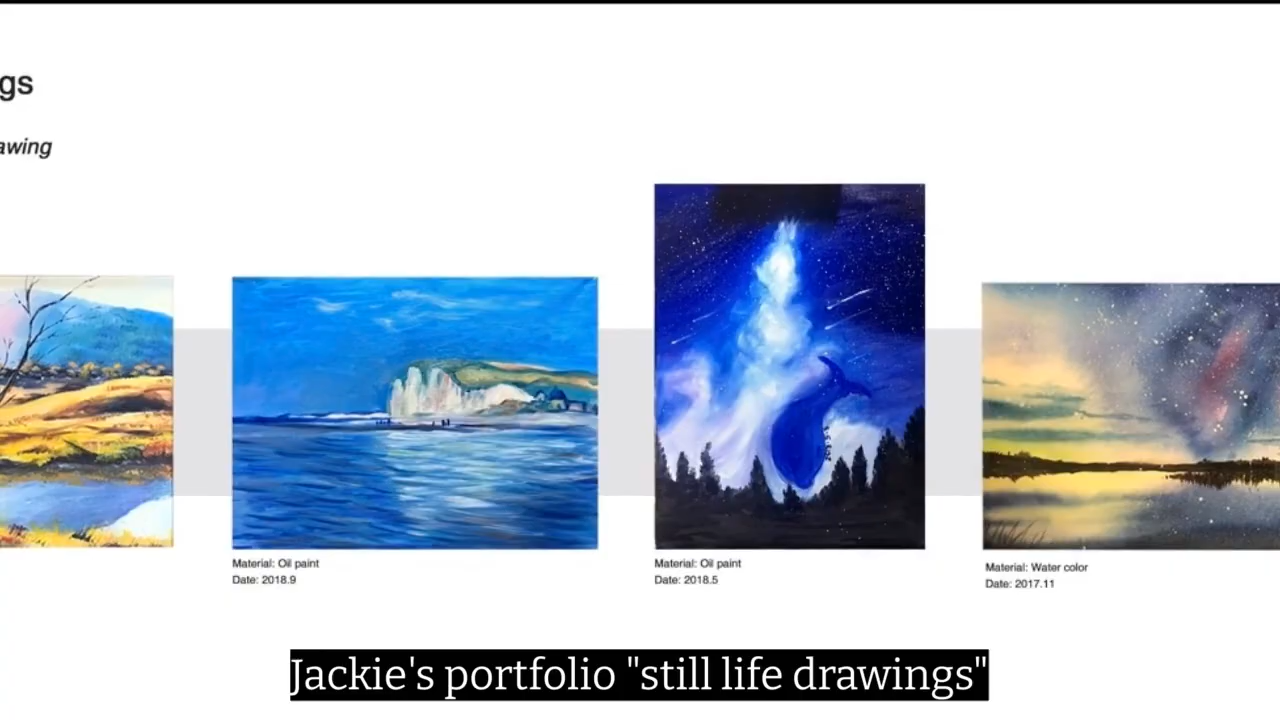 gs
awing
Material: Oil paint
Date: 2018.9
Material: Oil paint
Date: 2018.5
Material: Water color
Date: 2017.11
Jackie's portfolio "still life drawings"